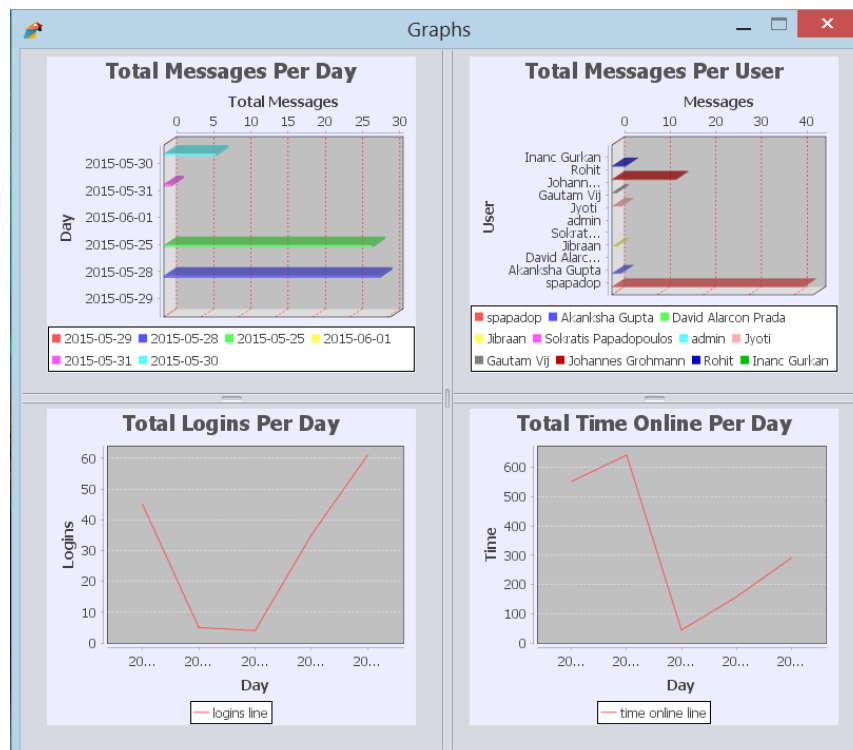 Graphs
Total Messages Per Day
Total Messages
0 5 10 15 20 25 30
Day
2015-05-30
2015-05-31
2015-06-01
2015-05-25
2015-05-28
2015-05-29
2015-05-29 2015-05-28 2015-05-25 2015-06-01
2015-05-31 2015-05-30
Total Messages Per User
Messages
0 10 20 30 40
User
Inanc Gurkan
Rohit
Johann...
Gautam Vij
Jyoti
admin
Sokrat...
Jibraan
David Alarc...
Akanksha Gupta
spapadop
spapadop Akanksha Gupta David Alarcon Prada
Jibraan Sokratis Papadopoulos admin Jyoti
Gautam Vij Johannes Grohmann Rohit Inanc Gurkan
Total Logins Per Day
Logins
60
50
40
30
20
10
0
20... 20... 20... 20... 20...
Day
logins line
Total Time Online Per Day
Time
600
500
400
300
200
100
0
20... 20... 20... 20... 20...
Day
time online line